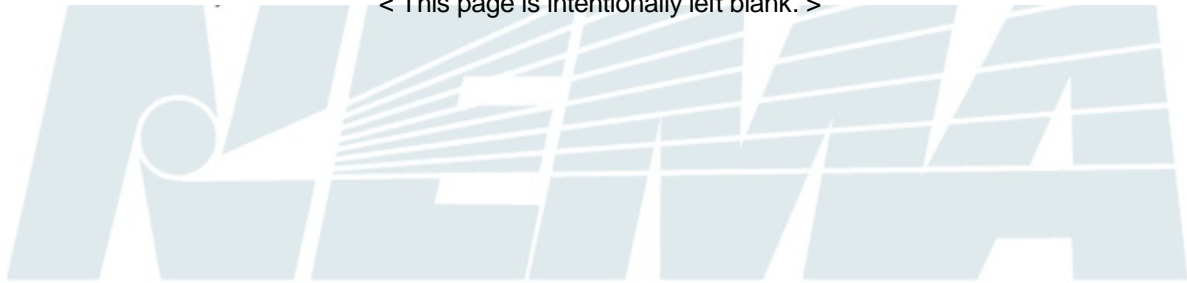 < This page is intentionally left blank. >
NEMA